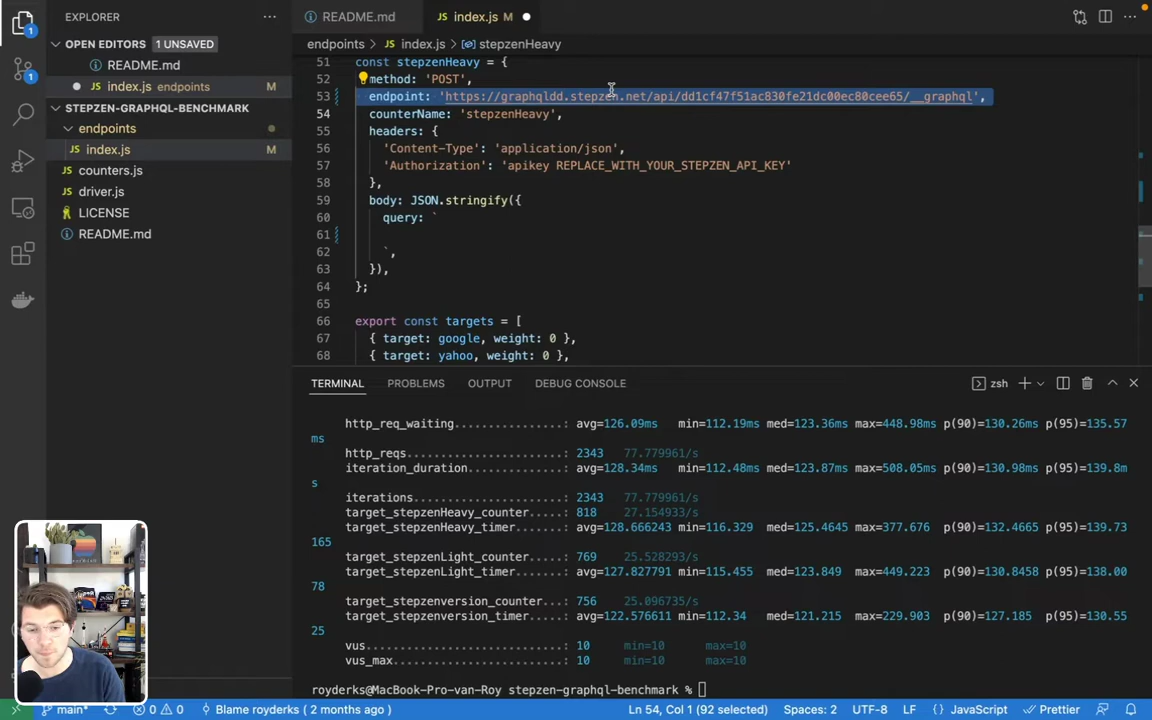 EXPLORER
README.md
index.js M
endpoints > index.js > stepzenHeavy
OPEN EDITORS 1 UNSAVED
README.md
index.js endpoints M
STEPZEN-GRAPHQL-BENCHMARK
endpoints
index.js M
counters.js
driver.js
LICENSE
README.md
51 const stepzenHeavy = {
52 method: 'POST',
53 endpoint: 'https://graphqldd.stepzen.net/api/dd1cf47f51ac830fe21dc00ec80cee65/__graphql',
54 counterName: 'stepzenHeavy',
55 headers: {
56 'Content-Type': 'application/json',
57 'Authorization': 'apikey REPLACE_WITH_YOUR_STEPZEN_API_KEY'
58 },
59 body: JSON.stringify({
60 query: `
61
62 `,
63 }),
64 };
65
66 export const targets = [
67 { target: google, weight: 0 },
68 { target: yahoo, weight: 0 },
TERMINAL PROBLEMS OUTPUT DEBUG CONSOLE zsh
http_req_waiting................: avg=126.09ms min=112.19ms med=123.36ms max=448.98ms p(90)=130.26ms p(95)=135.57
ms
http_reqs.......................: 2343 77.779961/s
iteration_duration..............: avg=128.34ms min=112.48ms med=123.87ms max=508.05ms p(90)=130.98ms p(95)=139.8m
s
iterations......................: 2343 77.779961/s
target_stepzenHeavy_counter.....: 818 27.154933/s
target_stepzenHeavy_timer.......: avg=128.666243 min=116.329 med=125.4645 max=377.676 p(90)=132.4665 p(95)=139.73
165
target_stepzenLight_counter.....: 769 25.528293/s
target_stepzenLight_timer.......: avg=127.827791 min=115.455 med=123.849 max=449.223 p(90)=130.8458 p(95)=138.00
78
target_stepzenversion_counter...: 756 25.096735/s
target_stepzenversion_timer.....: avg=122.576611 min=112.34 med=121.215 max=229.903 p(90)=127.185 p(95)=130.55
25
vus.............................: 10 min=10 max=10
vus_max.........................: 10 min=10 max=10
royderks@MacBook-Pro-van-Roy stepzen-graphql-benchmark %
main* 0 0 Blame royderks ( 2 months ago ) Ln 54, Col 1 (92 selected) Spaces: 2 UTF-8 LF JavaScript Prettier